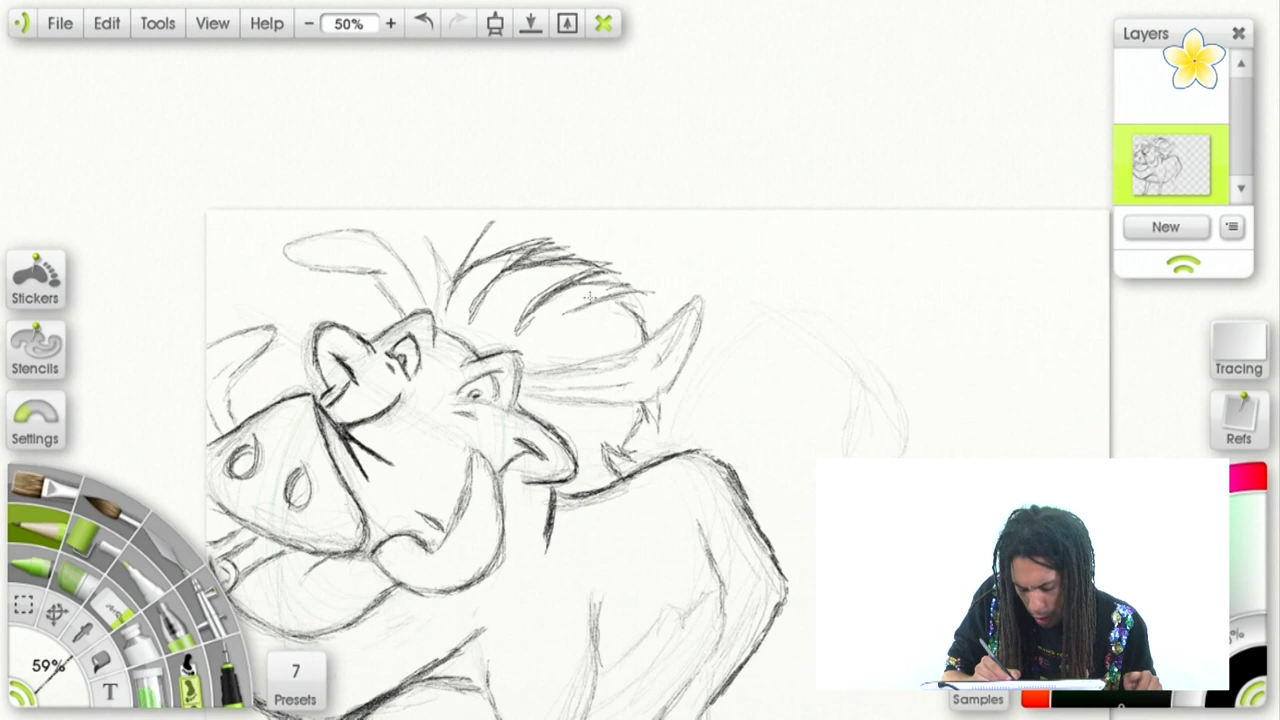 File Edit Tools View Help − 50% +
Layers
New
Stickers
Stencils
Settings
Tracing
Refs
59%
T
7
Presets
Samples